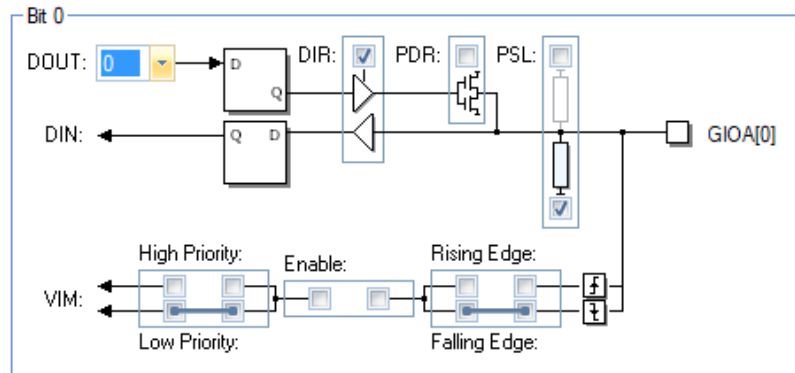 Bit 0
DOUT: 0 D Q DIR: PDR: PSL:
DIN: Q D GIOA[0]
High Priority: Enable: Rising Edge:
VIM:
Low Priority: Falling Edge: